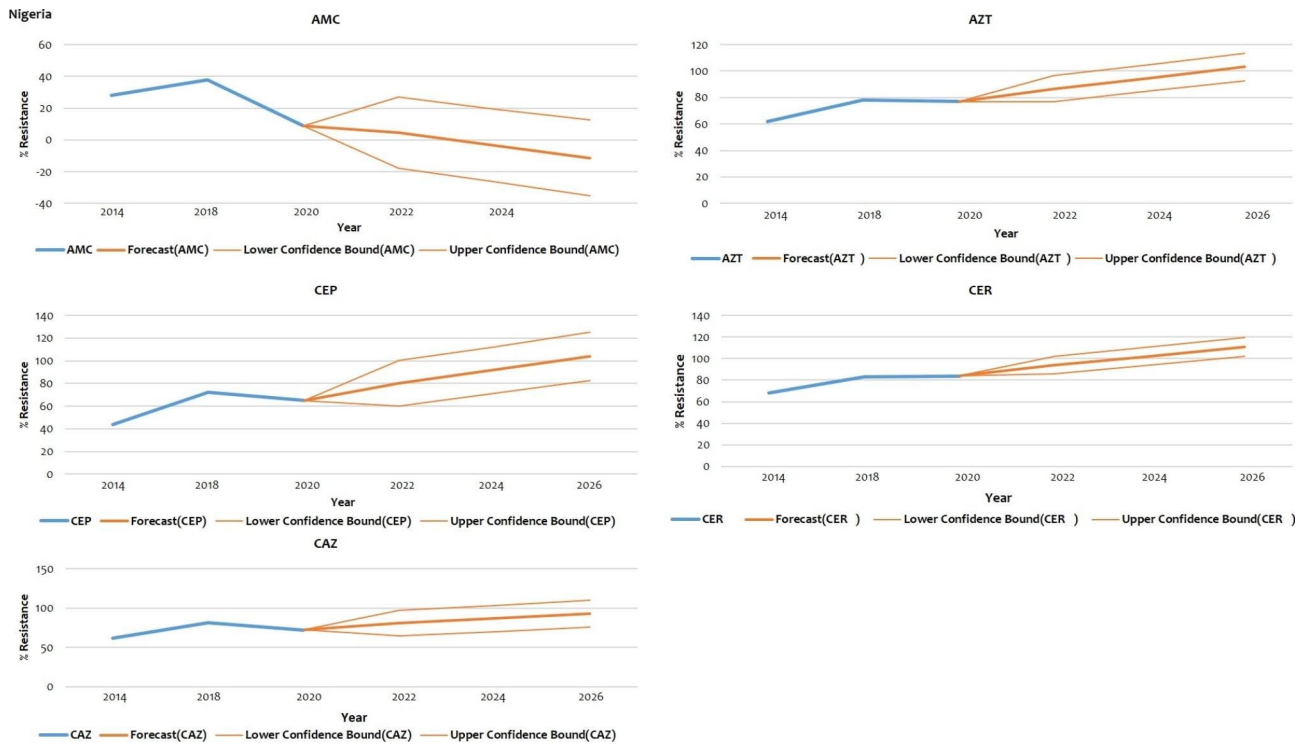 Nigeria
AMC
60
40
20
0
-20
-40
% Resistance
2014 2018 2020 2022 2024
Year
AMC Forecast(AMC) Lower Confidence Bound(AMC) Upper Confidence Bound(AMC)
AZT
120
100
80
60
40
20
0
% Resistance
2014 2018 2020 2022 2024 2026
Year
AZT Forecast(AZT ) Lower Confidence Bound(AZT ) Upper Confidence Bound(AZT )
CEP
140
120
100
80
60
40
20
0
% Resistance
2014 2018 2020 2022 2024 2026
Year
CEP Forecast(CEP) Lower Confidence Bound(CEP) Upper Confidence Bound(CEP)
CER
140
120
100
80
60
40
20
0
% Resistance
2014 2018 2020 2022 2024 2026
Year
CER Forecast(CER ) Lower Confidence Bound(CER ) Upper Confidence Bound(CER )
CAZ
150
100
50
0
% Resistance
2014 2018 2020 2022 2024 2026
Year
CAZ Forecast(CAZ) Lower Confidence Bound(CAZ) Upper Confidence Bound(CAZ)